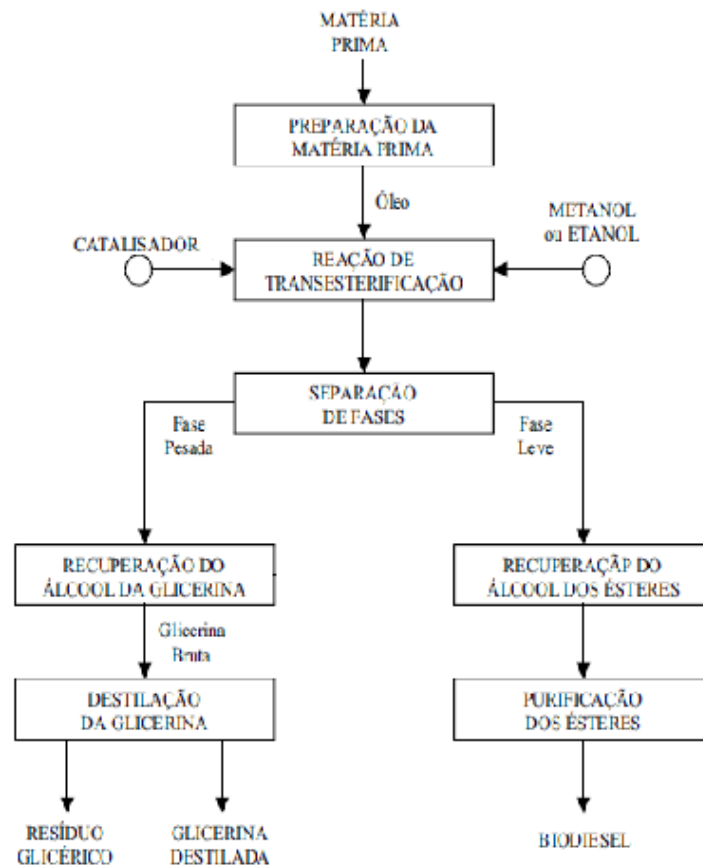 MATÉRIA
PRIMA
PREPARAÇÃO DA
MATÉRIA PRIMA
Óleo
CATALISADOR
METANOL
ou ETANOL
REAÇÃO DE
TRANSESTERIFICAÇÃO
SEPARAÇÃO
DE FASES
Fase
Pesada
Fase
Leve
RECUPERAÇÃO DO
ÁLCOOL DA GLICERINA
RECUPERAÇÃP DO
ÁLCOOL DOS ÉSTERES
Glicerina
Bruta
DESTILAÇÃO
DA GLICERINA
PURIFICAÇÃO
DOS ÉSTERES
RESÍDUO
GLICÉRICO
GLICERINA
DESTILADA
BIODIESEL